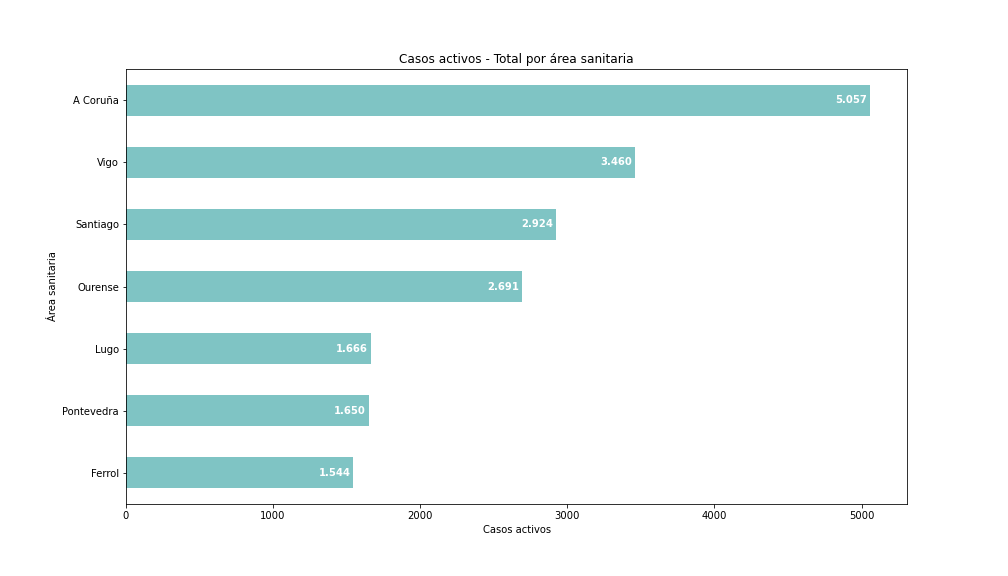 Casos activos - Total por área sanitaria
A Coruña
5.057
Vigo
3.460
Santiago
2.924
Ourense
2.691
Lugo
1.666
Pontevedra
1.650
Ferrol
1.544
Área sanitaria
0 1000 2000 3000 4000 5000
Casos activos